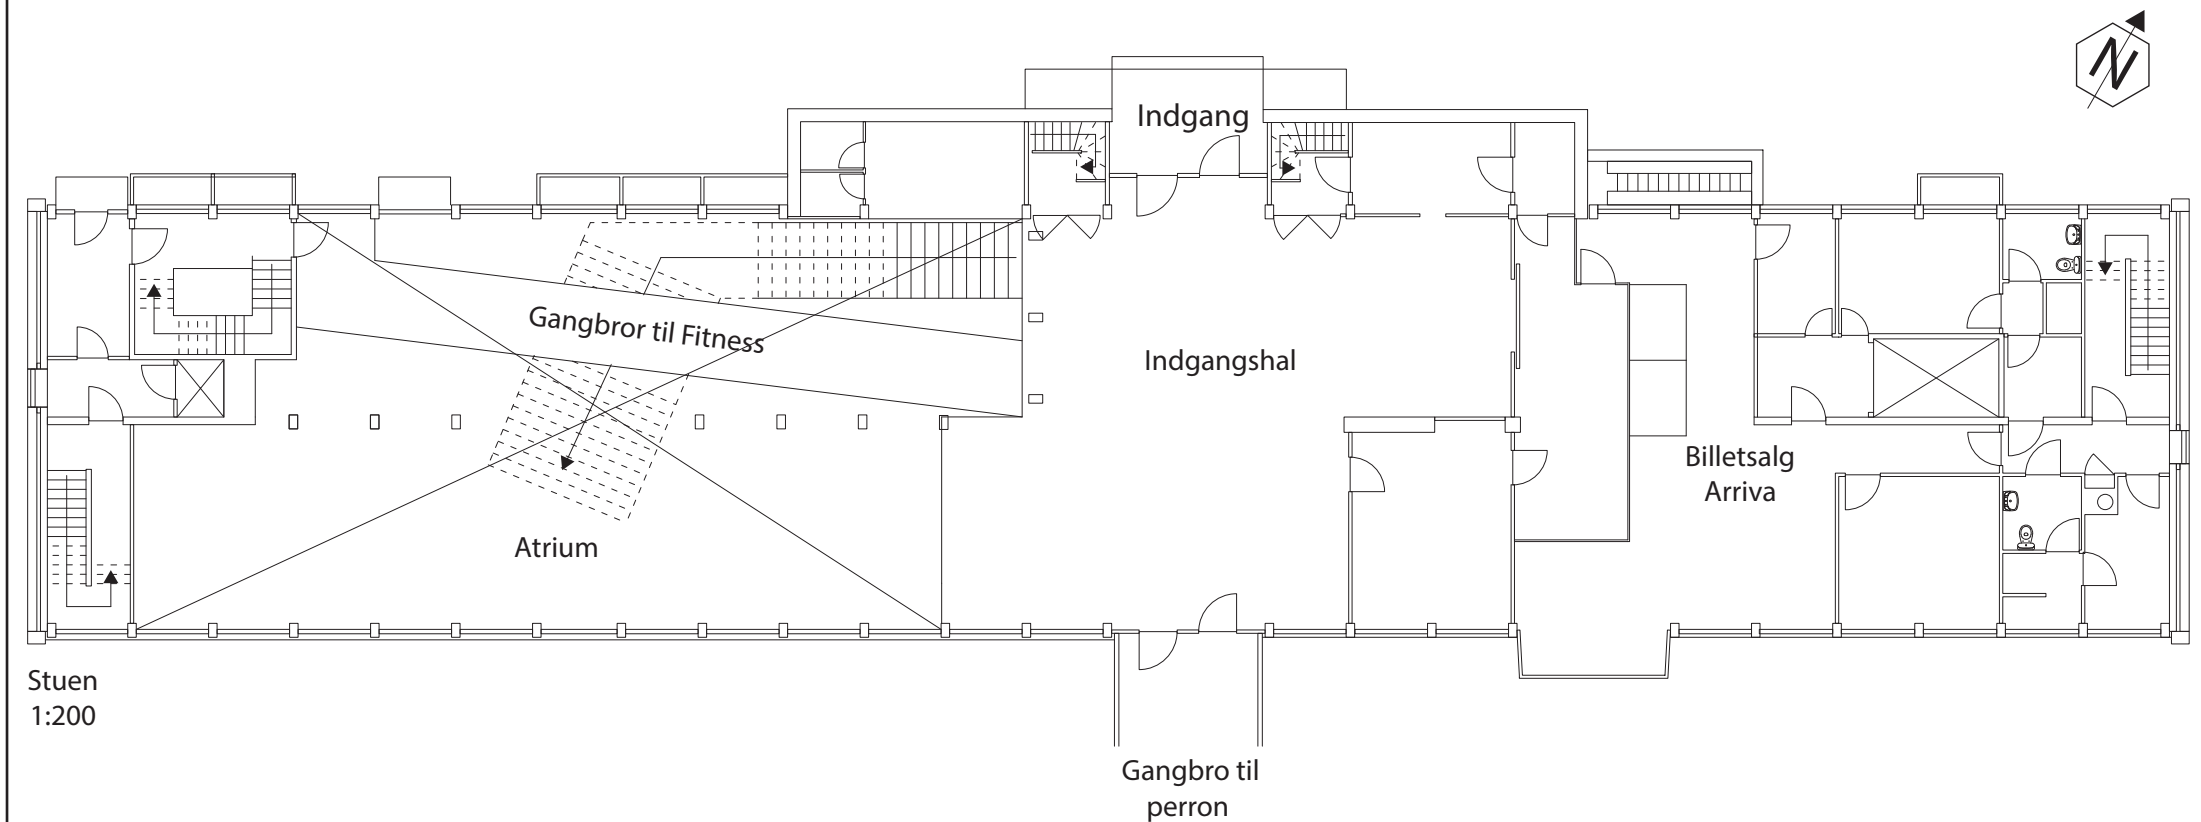 N
Indgang
Gangbror til Fitness
Indgangshal
Billetsalg
Arriva
Atrium
Stuen
1:200
Gangbro til
perron